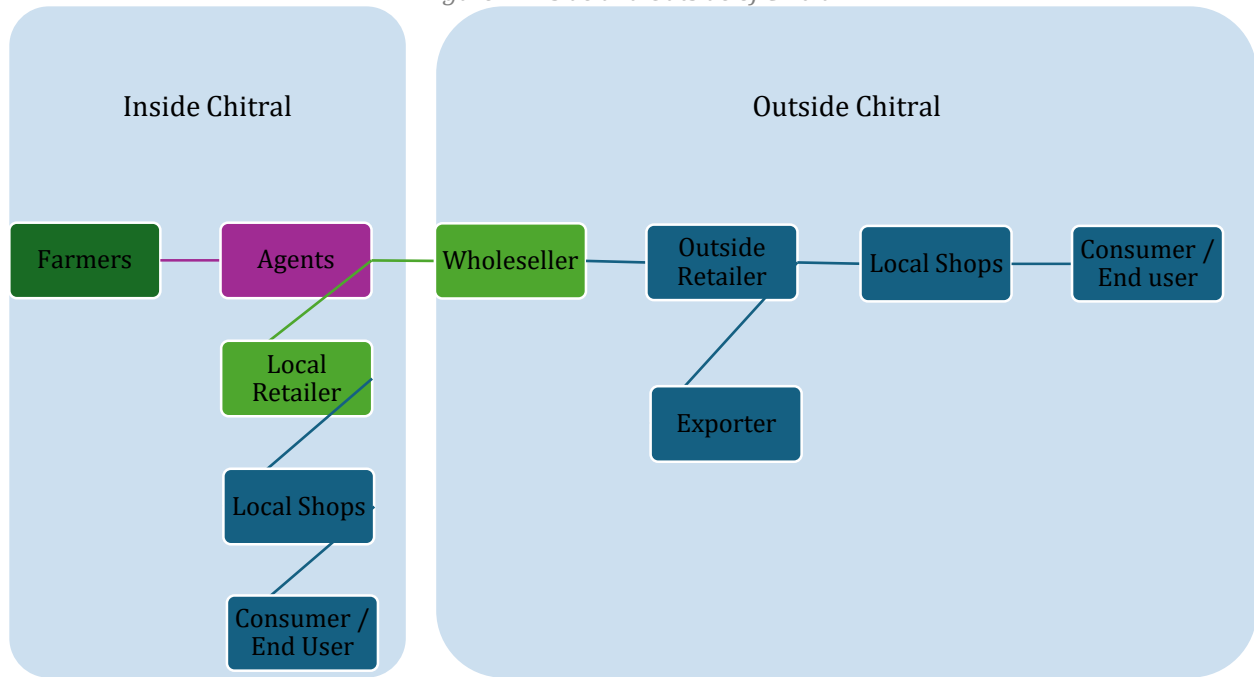 Inside Chitral
Outside Chitral
Farmers
Agents
Wholeseller
Outside
Retailer
Local Shops
Consumer /
End user
Local
Retailer
Exporter
Local Shops
Consumer /
End User